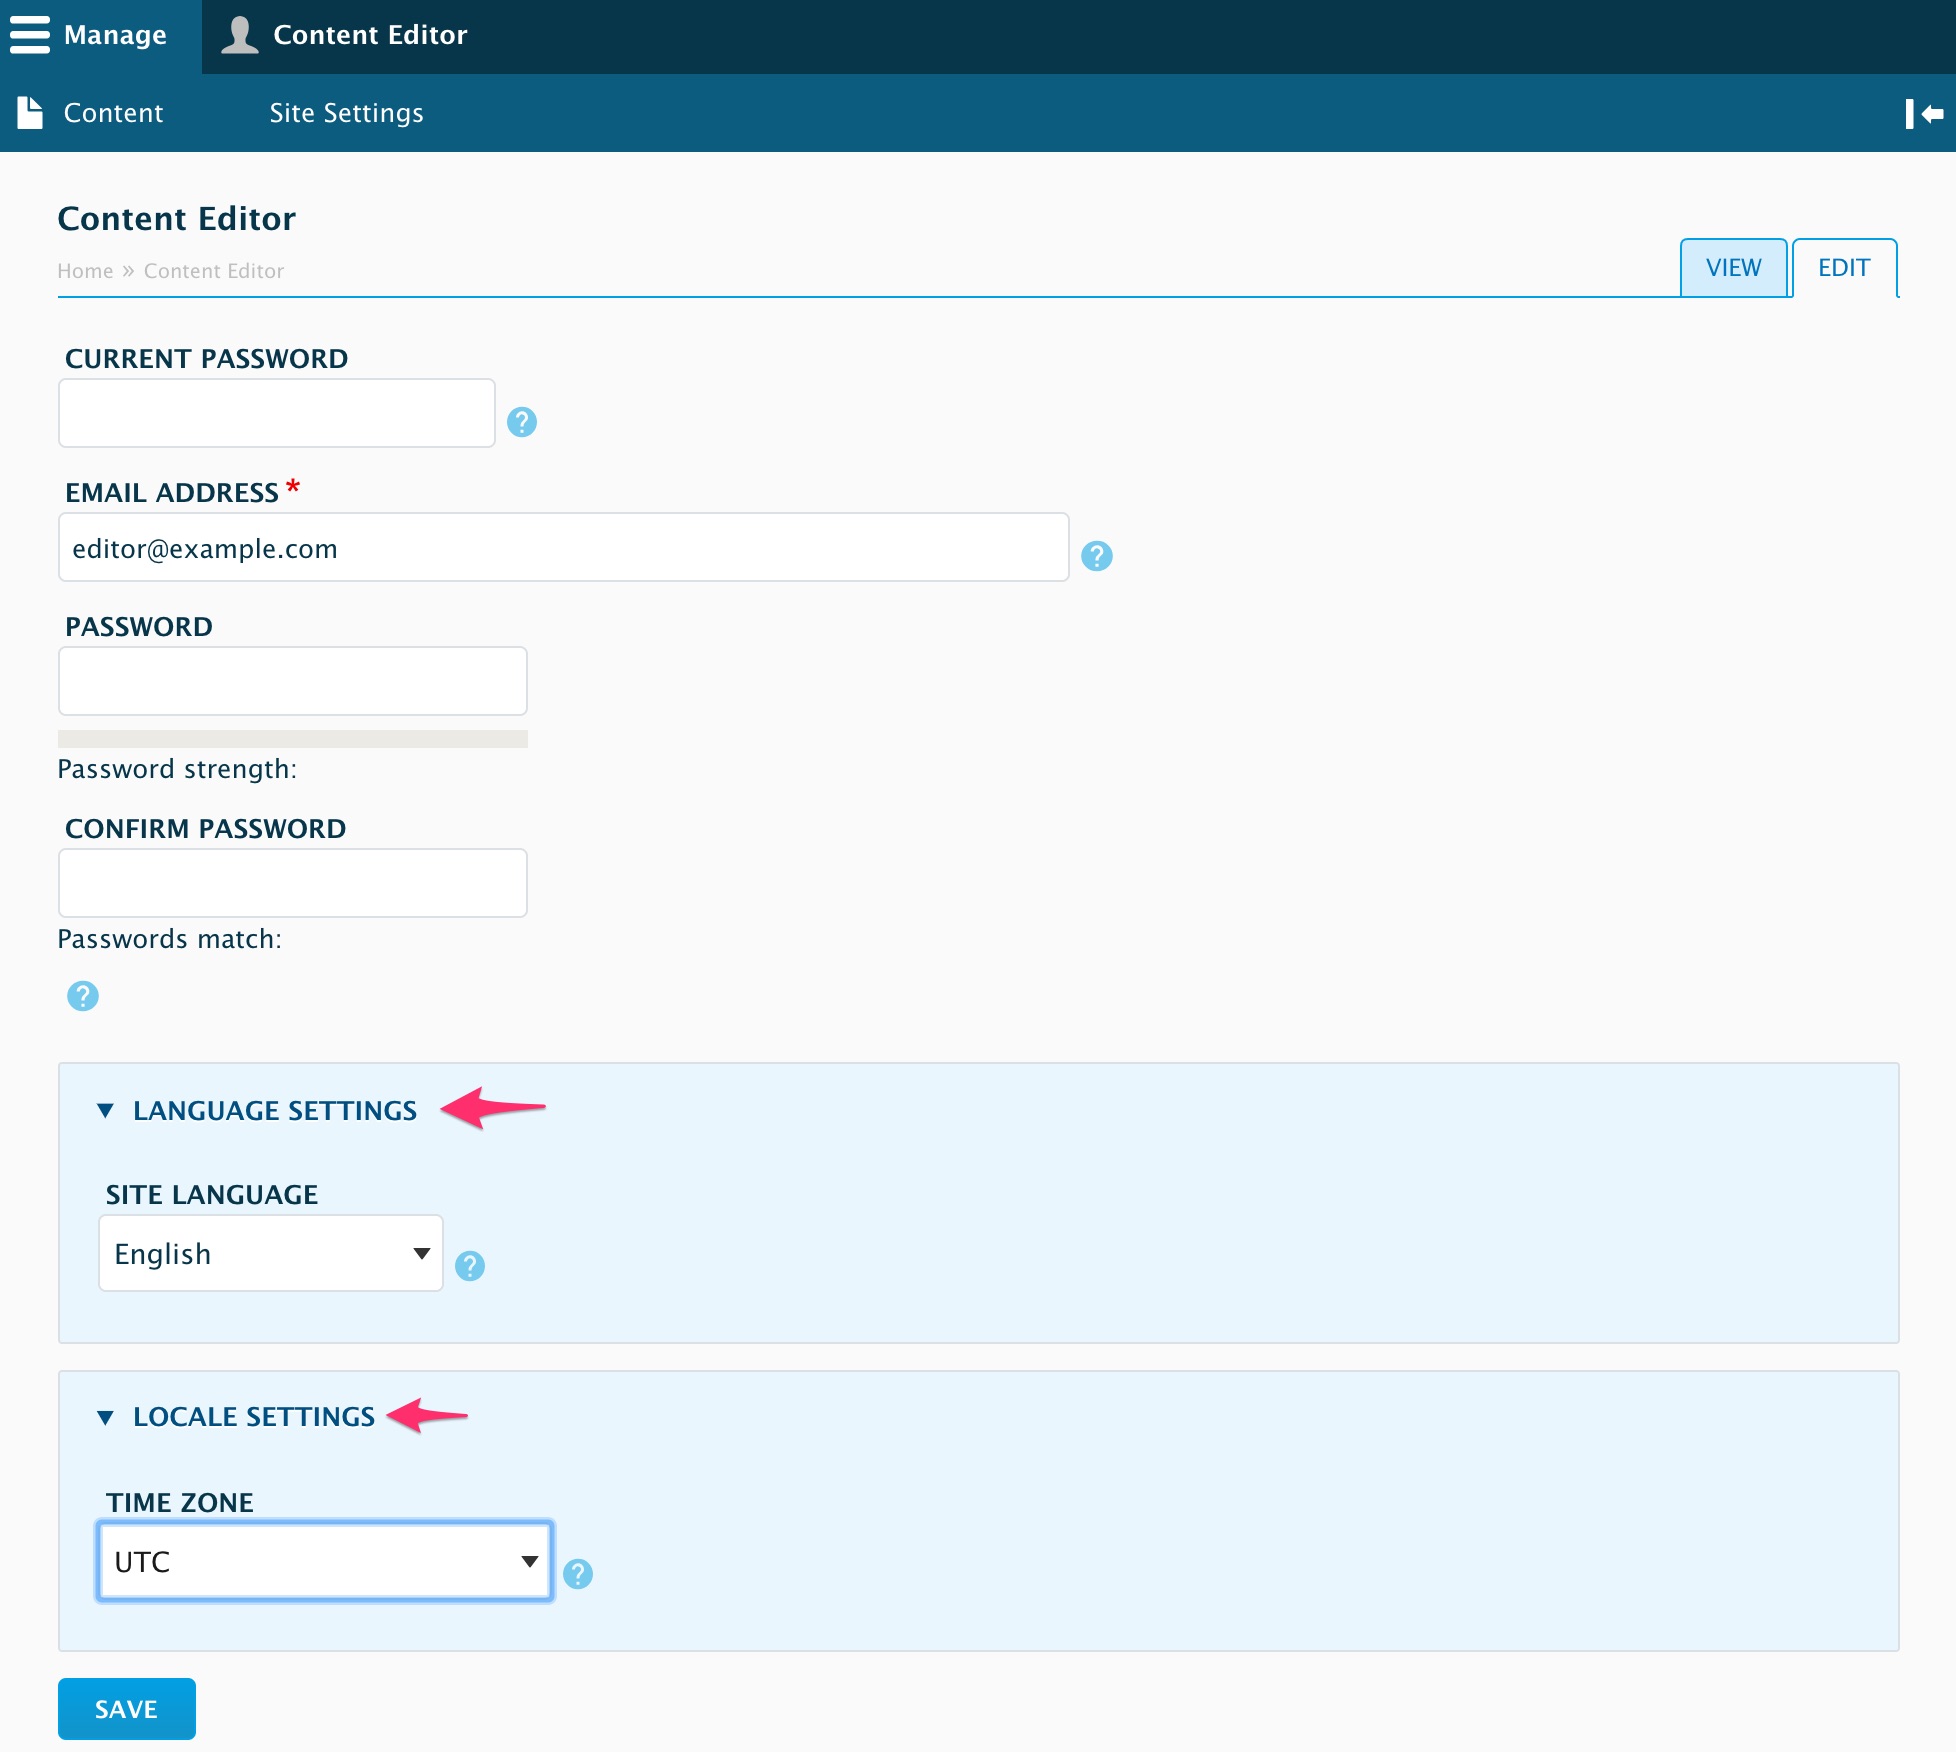 Manage
Content Editor
Content
Site Settings
Content Editor
Home » Content Editor
VIEW
EDIT
CURRENT PASSWORD
?
EMAIL ADDRESS *
editor@example.com
?
PASSWORD
Password strength:
CONFIRM PASSWORD
Passwords match:
?
LANGUAGE SETTINGS
SITE LANGUAGE
English
?
LOCALE SETTINGS
TIME ZONE
UTC
?
SAVE